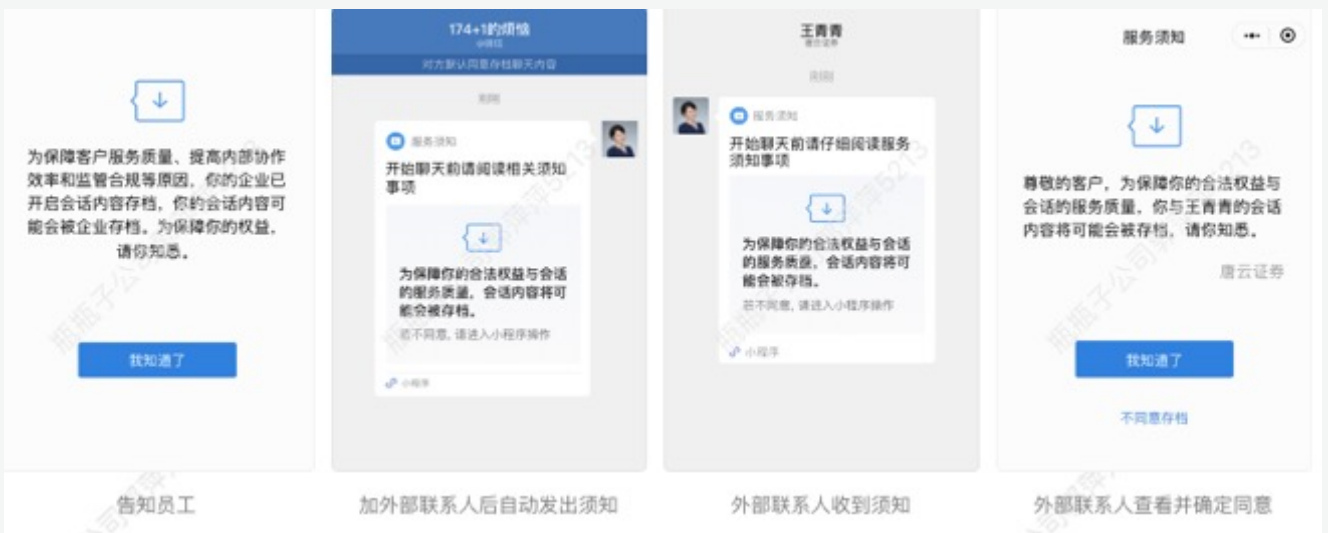 为保障客户服务质量、提高内部协作
效率和监管合规等原因，你的企业已
开启会话内容存档，你的会话内容可
能会被企业存档。为保障你的权益，
请你知悉。
我知道了
告知员工
174+1的烦恼
@微信
对方默认同意存档聊天内容
刚刚
服务须知
开始聊天前请阅读相关须知
事项
为保障你的合法权益与会话
的服务质量，会话内容将可
能会被存档。
若不同意, 请进入小程序操作
小程序
加外部联系人后自动发出须知
王青青
唐云证券
刚刚
服务须知
开始聊天前请仔细阅读服务
须知事项
为保障你的合法权益与会话
的服务质量，会话内容将可
能会被存档。
若不同意, 请进入小程序操作
小程序
外部联系人收到须知
服务须知
尊敬的客户，为保障你的合法权益与
会话的服务质量，你与王青青的会话
内容将可能会被存档，请你知悉。
唐云证券
我知道了
不同意存档
外部联系人查看并确定同意